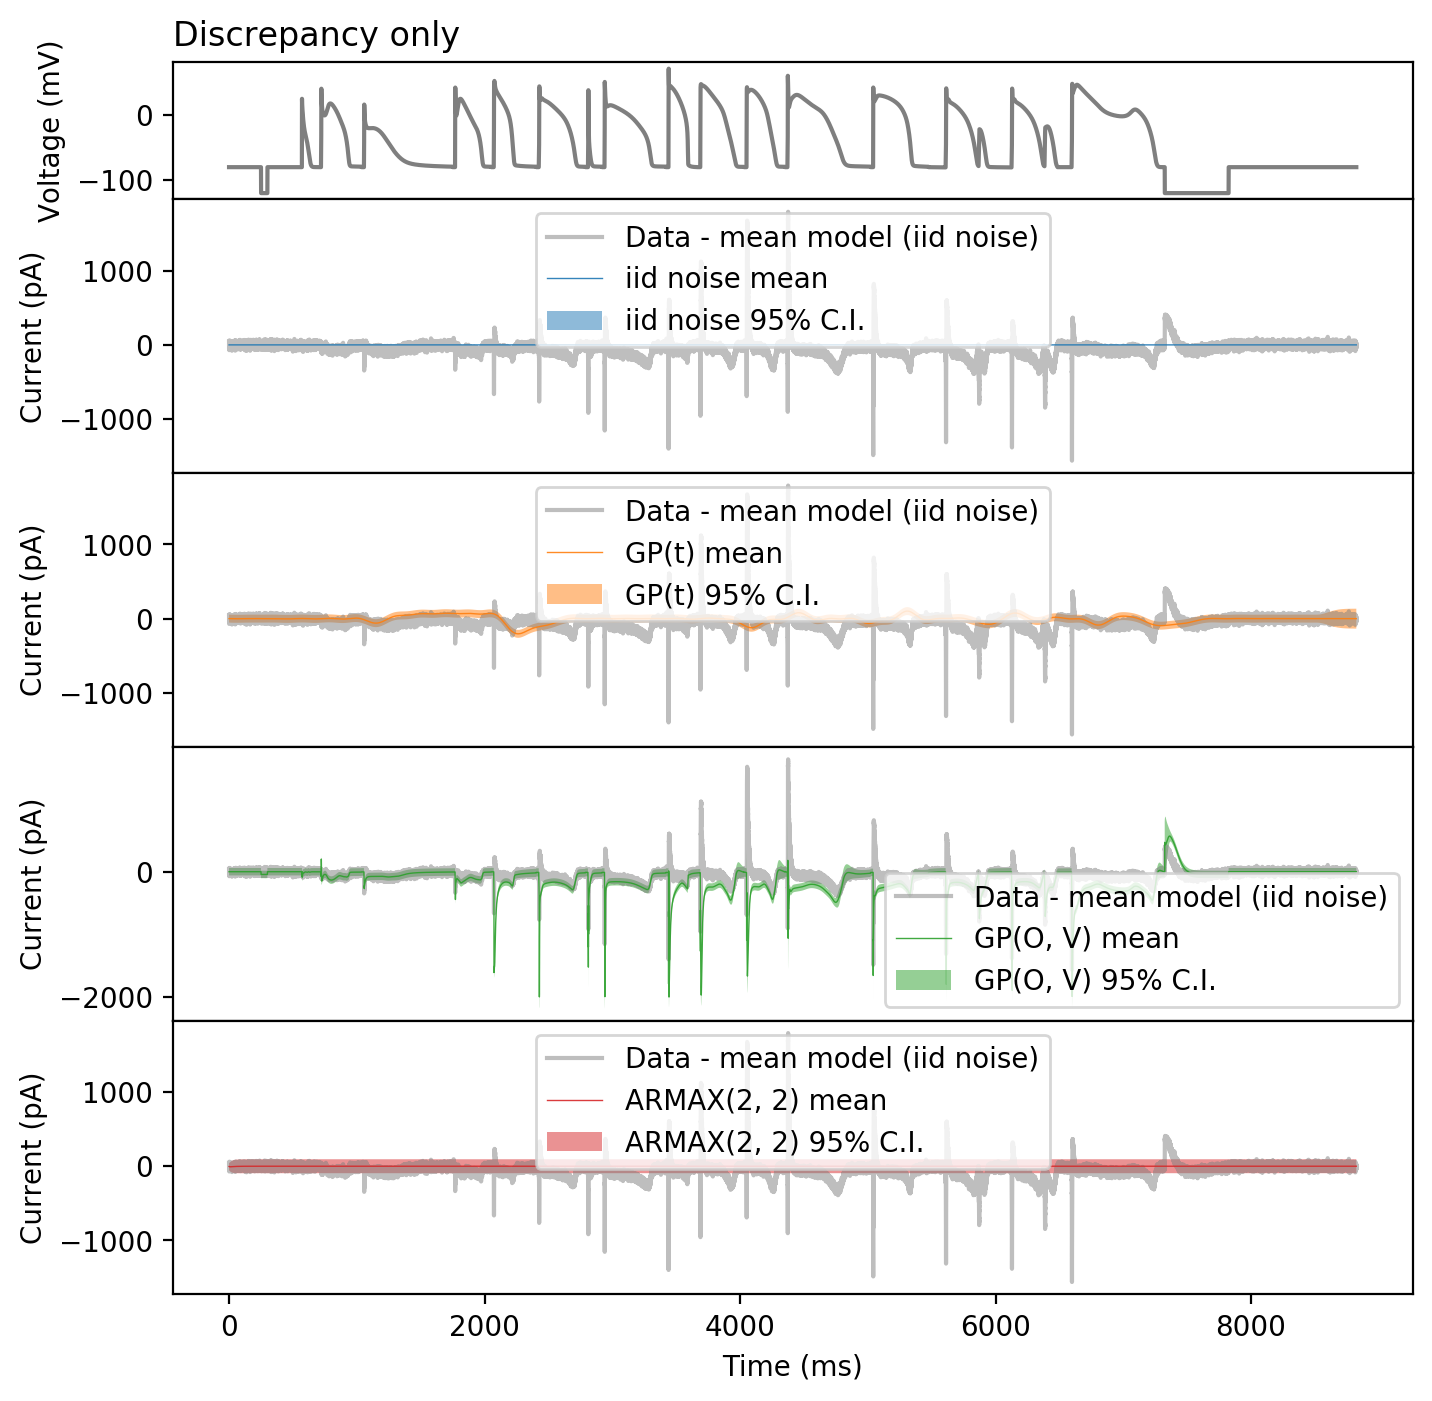 Discrepancy only
Voltage (mV)
0
−100
Current (pA)
1000
0
−1000
Data - mean model (iid noise)
iid noise mean
iid noise 95% C.I.
Current (pA)
1000
0
−1000
Data - mean model (iid noise)
GP(t) mean
GP(t) 95% C.I.
Current (pA)
0
−2000
Data - mean model (iid noise)
GP(O, V) mean
GP(O, V) 95% C.I.
Current (pA)
1000
0
−1000
Data - mean model (iid noise)
ARMAX(2, 2) mean
ARMAX(2, 2) 95% C.I.
0 2000 4000 6000 8000
Time (ms)